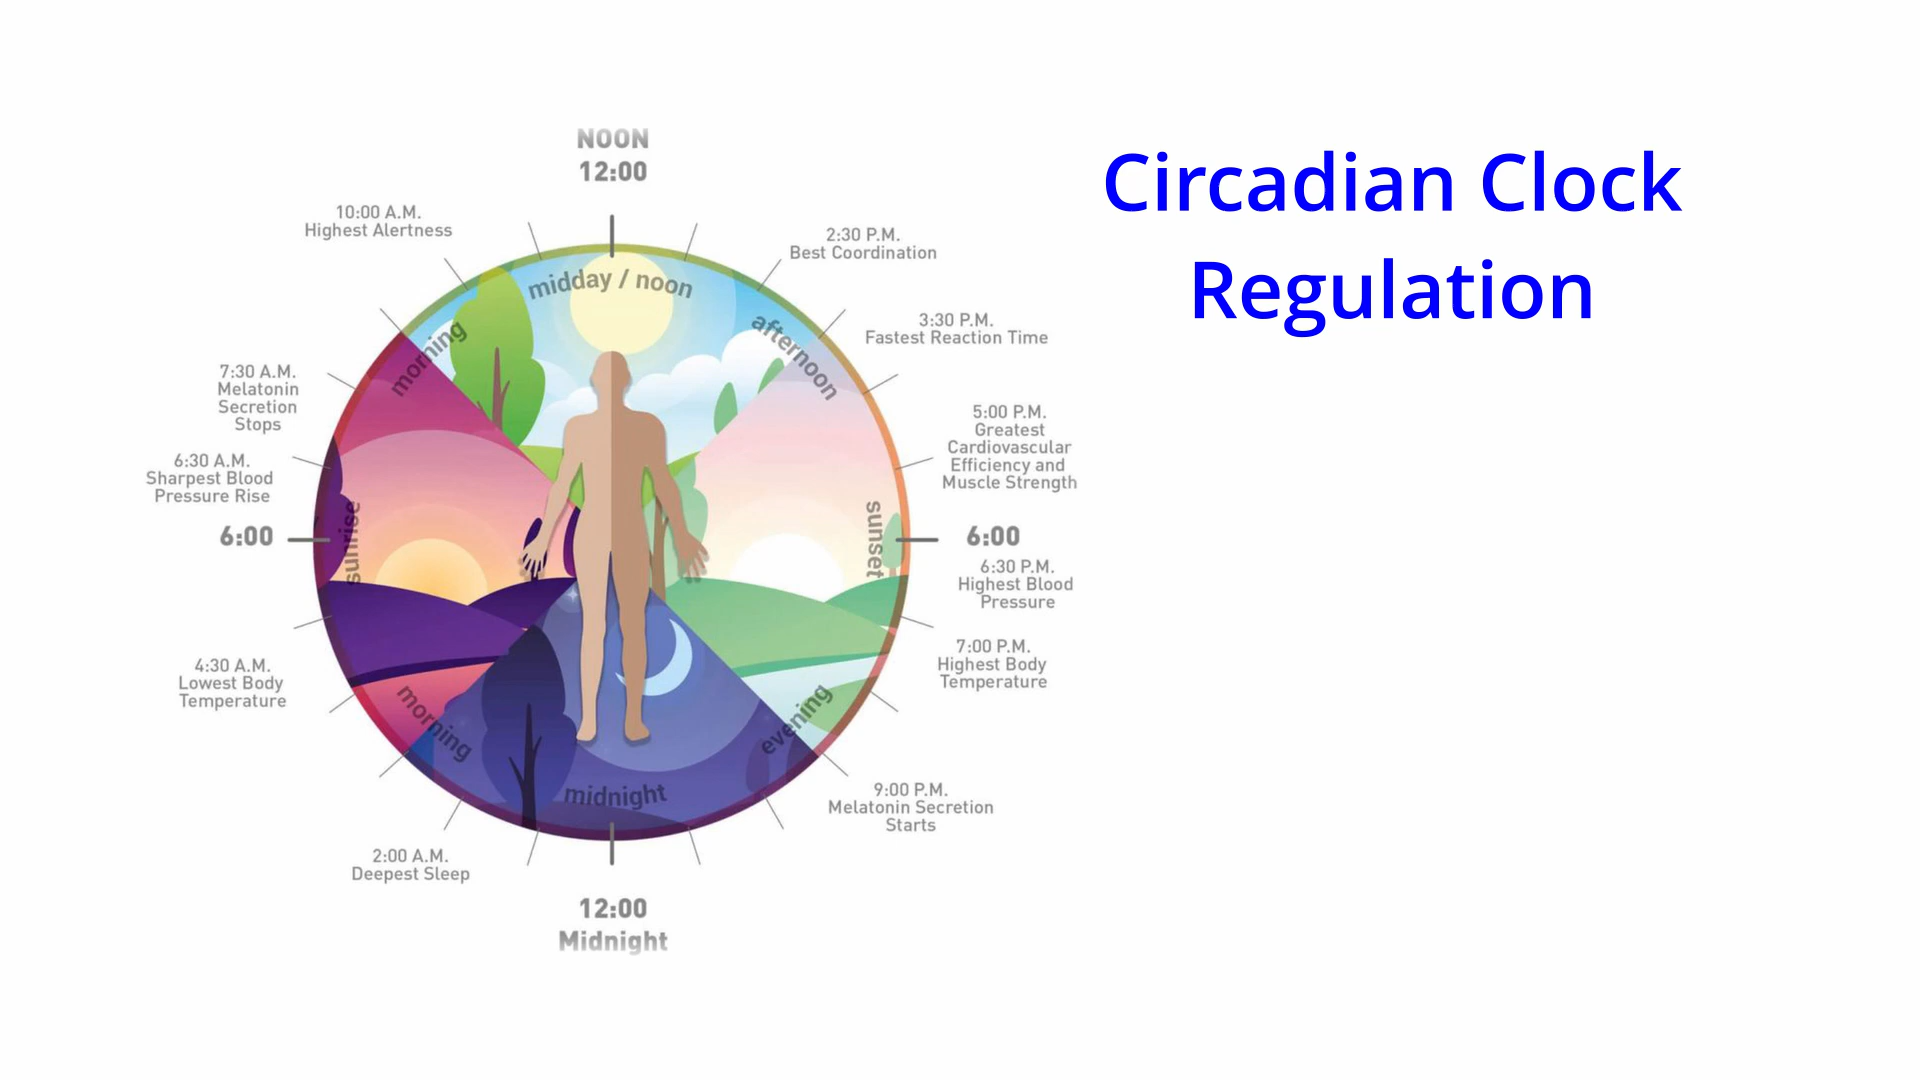 Circadian Clock
Regulation
NOON
12:00
10:00 A.M.
Highest Alertness
2:30 P.M.
Best Coordination
midday / noon
morning
afternoon
3:30 P.M.
Fastest Reaction Time
7:30 A.M.
Melatonin
Secretion
Stops
5:00 P.M.
Greatest
Cardiovascular
Efficiency and
Muscle Strength
6:30 A.M.
Sharpest Blood
Pressure Rise
6:00
sunrise
sunset
6:00
6:30 P.M.
Highest Blood
Pressure
7:00 P.M.
Highest Body
Temperature
4:30 A.M.
Lowest Body
Temperature
morning
evening
midnight
9:00 P.M.
Melatonin Secretion
Starts
2:00 A.M.
Deepest Sleep
12:00
Midnight